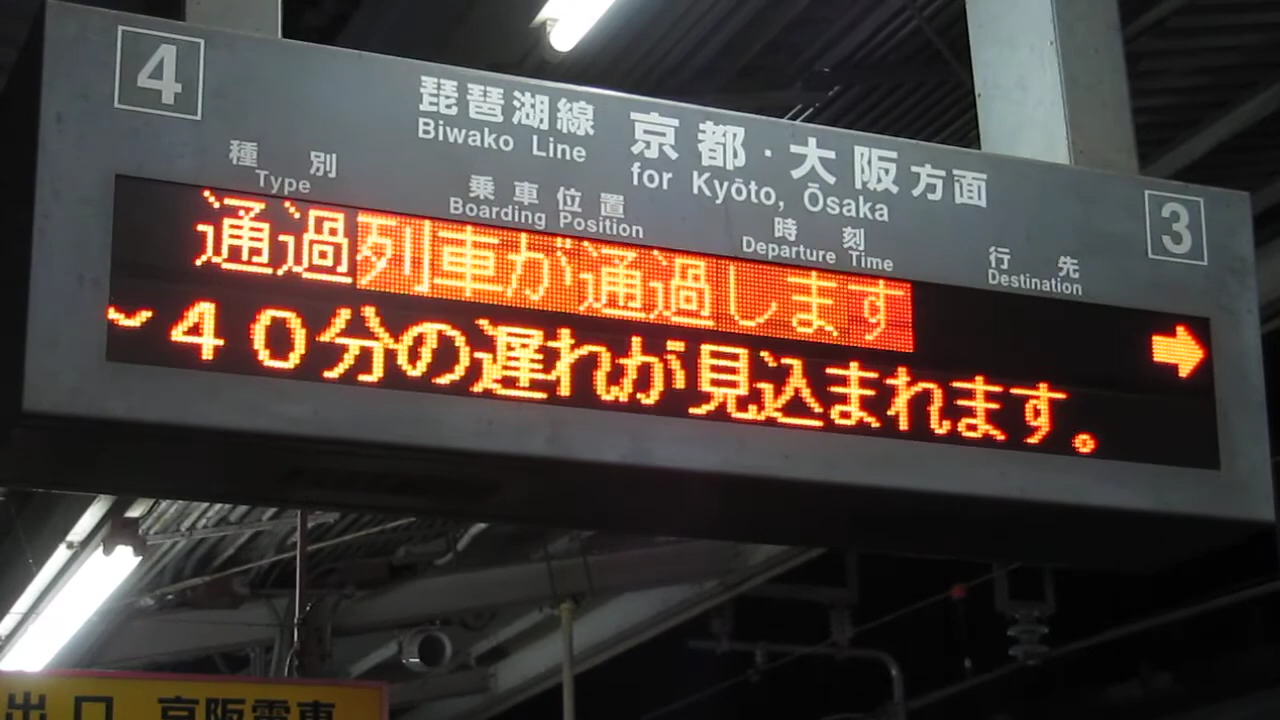 4
琵琶湖線 京都・大阪方面
Biwako Line for Kyōto, Ōsaka
3
種別 乗車位置 時刻 行先
Type Boarding Position Departure Time Destination
通過列車が通過します ➡
~40分の遅れが見込まれます。
出口 京阪電車